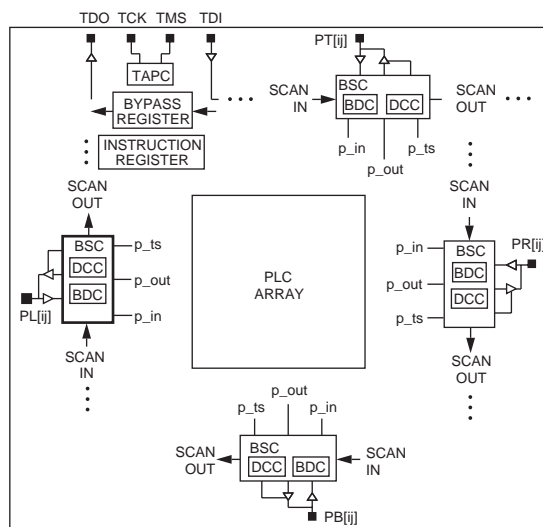 TDO TCK TMS TDI
TAPC
BYPASS
REGISTER
INSTRUCTION
REGISTER
SCAN
IN
PT[ij]
BSC
BDC DCC
p_in
p_out
p_ts
SCAN
OUT
SCAN
IN
p_in
p_out
p_ts
BSC
BDC
DCC
PR[ij]
SCAN
OUT
SCAN
OUT
BSC
DCC
BDC
p_ts
p_out
p_in
PL[ij]
SCAN
IN
PLC
ARRAY
p_out
p_ts p_in
SCAN
OUT
BSC
DCC BDC
SCAN
IN
PB[ij]